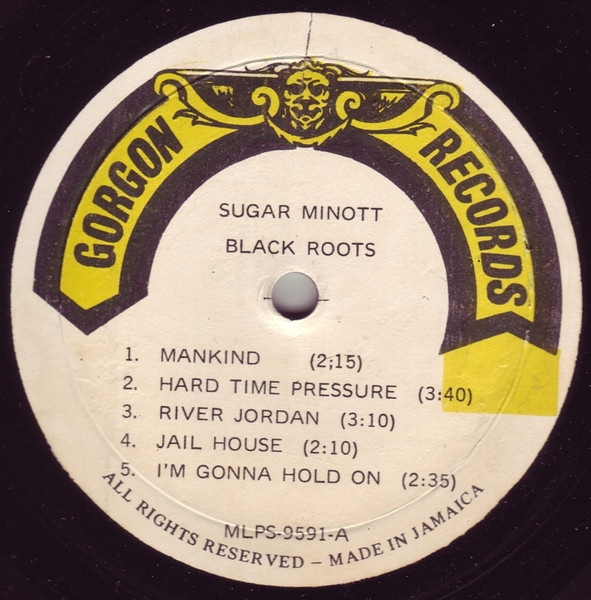 GORGON RECORDS
SUGAR MINOTT
BLACK ROOTS
1. MANKIND (2;15)
2. HARD TIME PRESSURE (3:40)
3. RIVER JORDAN (3:10)
4. JAIL HOUSE (2:10)
5. I'M GONNA HOLD ON (2:35)
MLPS-9591-A
ALL RIGHTS RESERVED – MADE IN JAMAICA